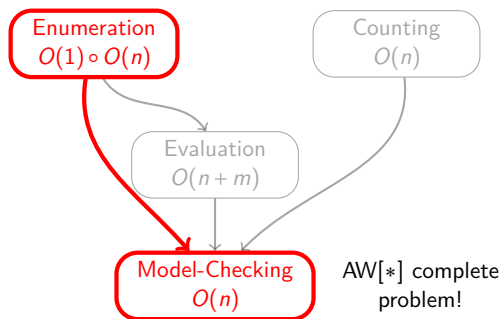 Enumeration
O(1)∘O(n)
Counting
O(n)
Evaluation
O(n+m)
Model-Checking
O(n)
AW[∗] complete
problem!